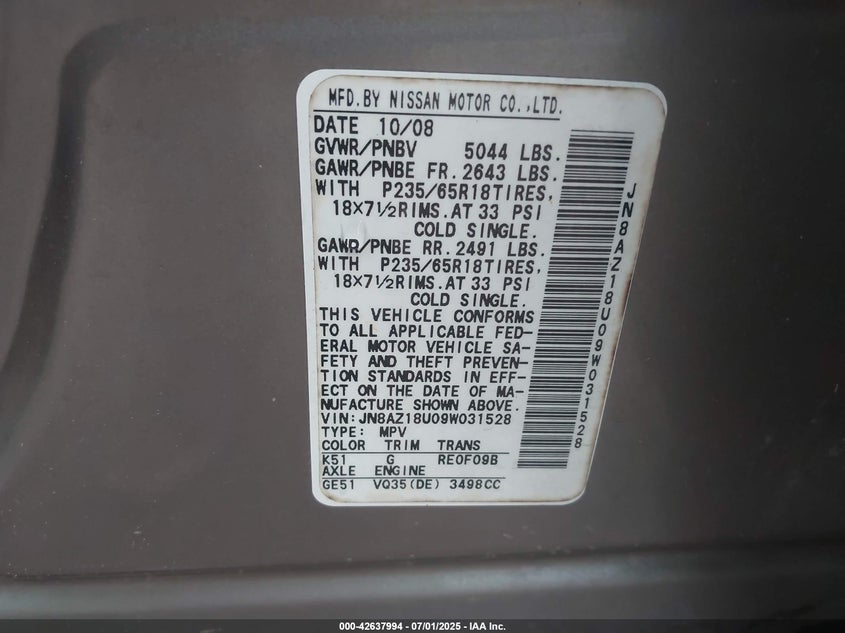 MFD.BY NISSAN MOTOR CO.,LTD.
DATE 10/08
GVWR/PNBV 5044 LBS.
GAWR/PNBE FR. 2643 LBS.
WITH P235/65R18TIRES,
18×7½RIMS.AT 33 PSI
COLD SINGLE.
GAWR/PNBE RR. 2491 LBS.
WITH P235/65R18TIRES,
18×7½RIMS.AT 33 PSI
COLD SINGLE.
THIS VEHICLE CONFORMS
TO ALL APPLICABLE FED-
ERAL MOTOR VEHICLE SA-
FETY AND THEFT PREVEN-
TION STANDARDS IN EFF-
ECT ON THE DATE OF MA-
NUFACTURE SHOWN ABOVE.
VIN:JN8AZ18U09W031528
TYPE: MPV
COLOR TRIM TRANS
K51 G RE0F09B
AXLE ENGINE
GE51 VQ35(DE) 3498CC
JN8AZ18U09W031528
000-42637994 - 07/01/2025 - IAA Inc.